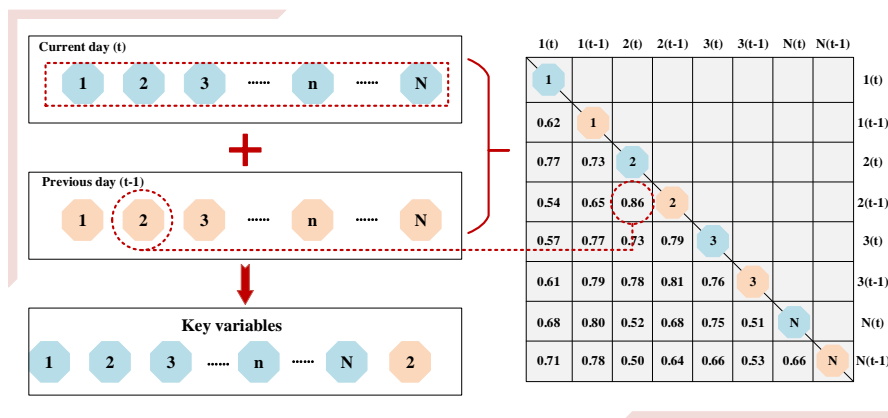 Current day (t)
1 2 3 ...... n ...... N
+
Previous day (t-1)
1 2 3 ...... n ...... N
Key variables
1 2 3 ...... n ...... N 2
1(t) 1(t-1) 2(t) 2(t-1) 3(t) 3(t-1) N(t) N(t-1)
1 1(t)
0.62 1 1(t-1)
0.77 0.73 2 2(t)
0.54 0.65 0.86 2 2(t-1)
0.57 0.77 0.73 0.79 3 3(t)
0.61 0.79 0.78 0.81 0.76 3 3(t-1)
0.68 0.80 0.52 0.68 0.75 0.51 N N(t)
0.71 0.78 0.50 0.64 0.66 0.53 0.66 N N(t-1)